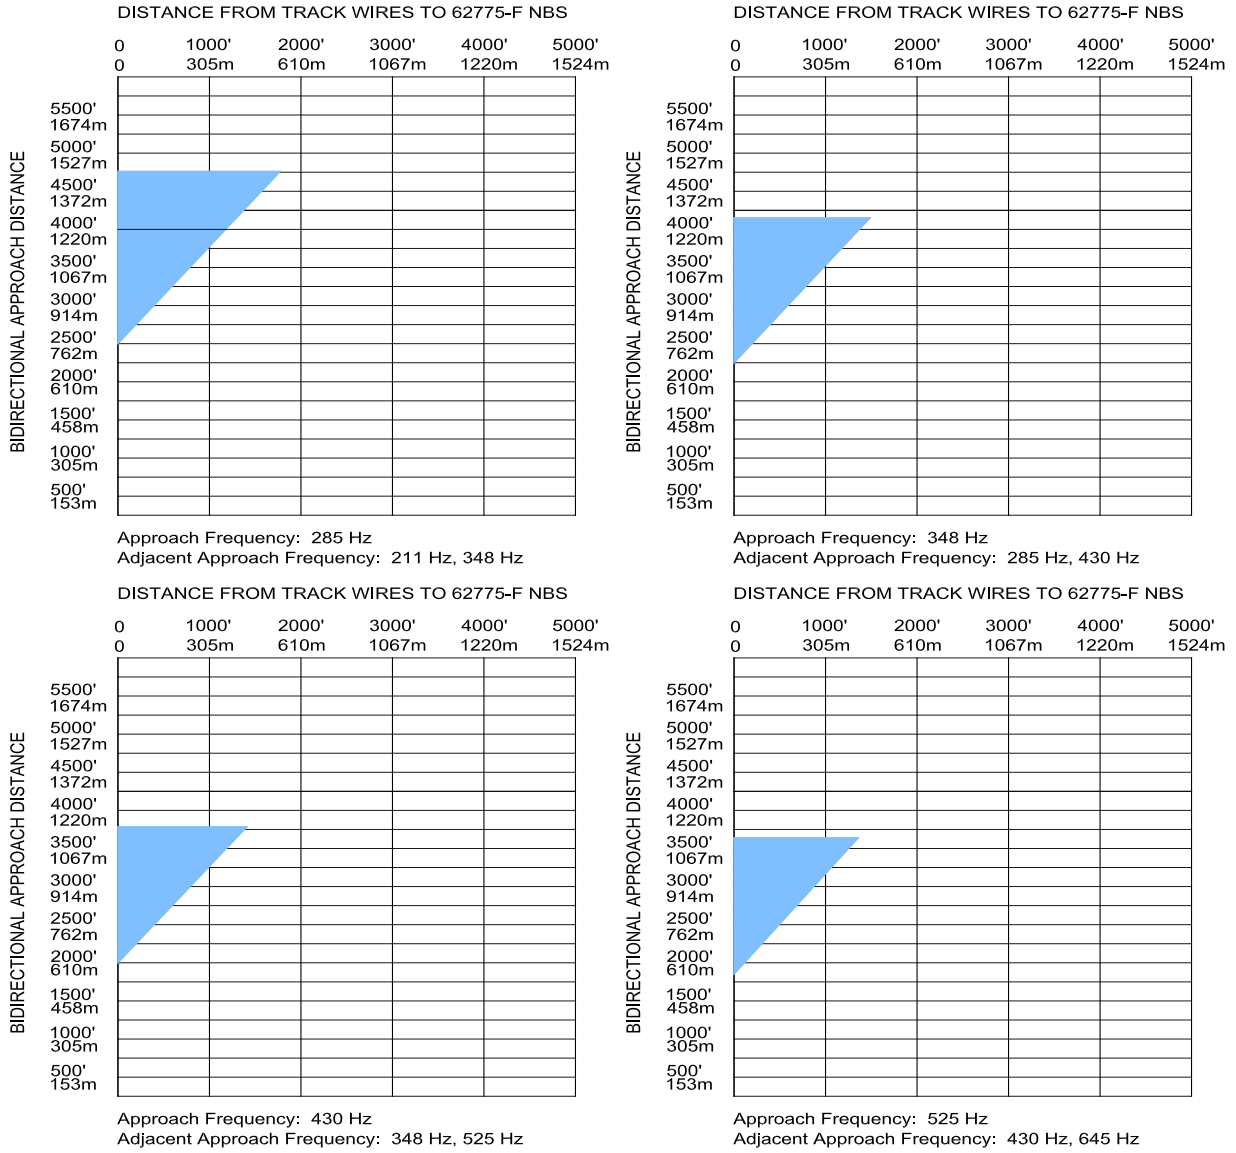 DISTANCE FROM TRACK WIRES TO 62775-F NBS
0 1000' 2000' 3000' 4000' 5000'
0 305m 610m 1067m 1220m 1524m
BIDIRECTIONAL APPROACH DISTANCE
5500'
1674m
5000'
1527m
4500'
1372m
4000'
1220m
3500'
1067m
3000'
914m
2500'
762m
2000'
610m
1500'
458m
1000'
305m
500'
153m
Approach Frequency: 285 Hz
Adjacent Approach Frequency: 211 Hz, 348 Hz
DISTANCE FROM TRACK WIRES TO 62775-F NBS
0 1000' 2000' 3000' 4000' 5000'
0 305m 610m 1067m 1220m 1524m
BIDIRECTIONAL APPROACH DISTANCE
5500'
1674m
5000'
1527m
4500'
1372m
4000'
1220m
3500'
1067m
3000'
914m
2500'
762m
2000'
610m
1500'
458m
1000'
305m
500'
153m
Approach Frequency: 348 Hz
Adjacent Approach Frequency: 285 Hz, 430 Hz
DISTANCE FROM TRACK WIRES TO 62775-F NBS
0 1000' 2000' 3000' 4000' 5000'
0 305m 610m 1067m 1220m 1524m
BIDIRECTIONAL APPROACH DISTANCE
5500'
1674m
5000'
1527m
4500'
1372m
4000'
1220m
3500'
1067m
3000'
914m
2500'
762m
2000'
610m
1500'
458m
1000'
305m
500'
153m
Approach Frequency: 430 Hz
Adjacent Approach Frequency: 348 Hz, 525 Hz
DISTANCE FROM TRACK WIRES TO 62775-F NBS
0 1000' 2000' 3000' 4000' 5000'
0 305m 610m 1067m 1220m 1524m
BIDIRECTIONAL APPROACH DISTANCE
5500'
1674m
5000'
1527m
4500'
1372m
4000'
1220m
3500'
1067m
3000'
914m
2500'
762m
2000'
610m
1500'
458m
1000'
305m
500'
153m
Approach Frequency: 525 Hz
Adjacent Approach Frequency: 430 Hz, 645 Hz